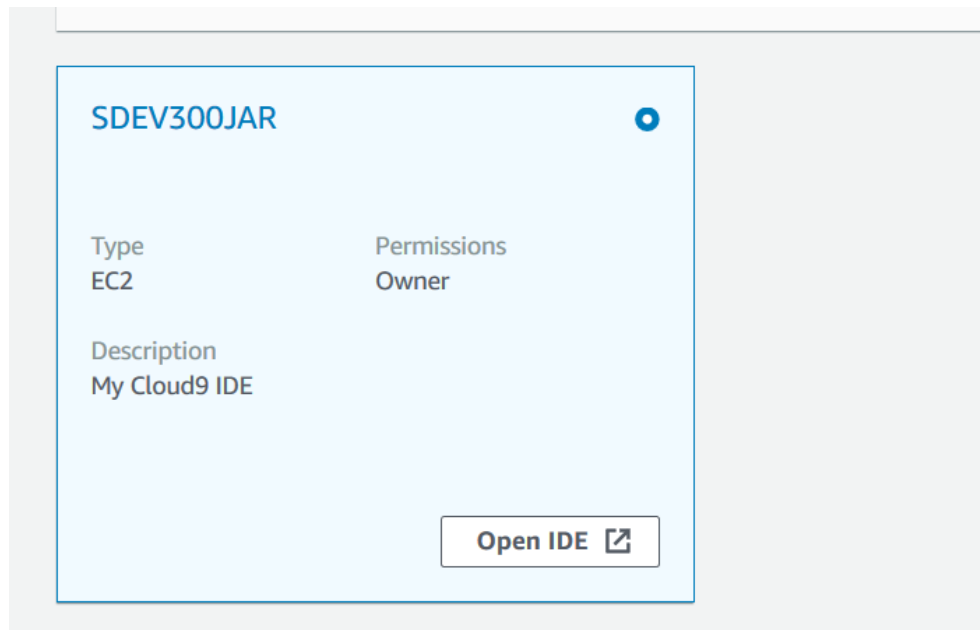 SDEV300JAR
Type
EC2
Permissions
Owner
Description
My Cloud9 IDE
Open IDE